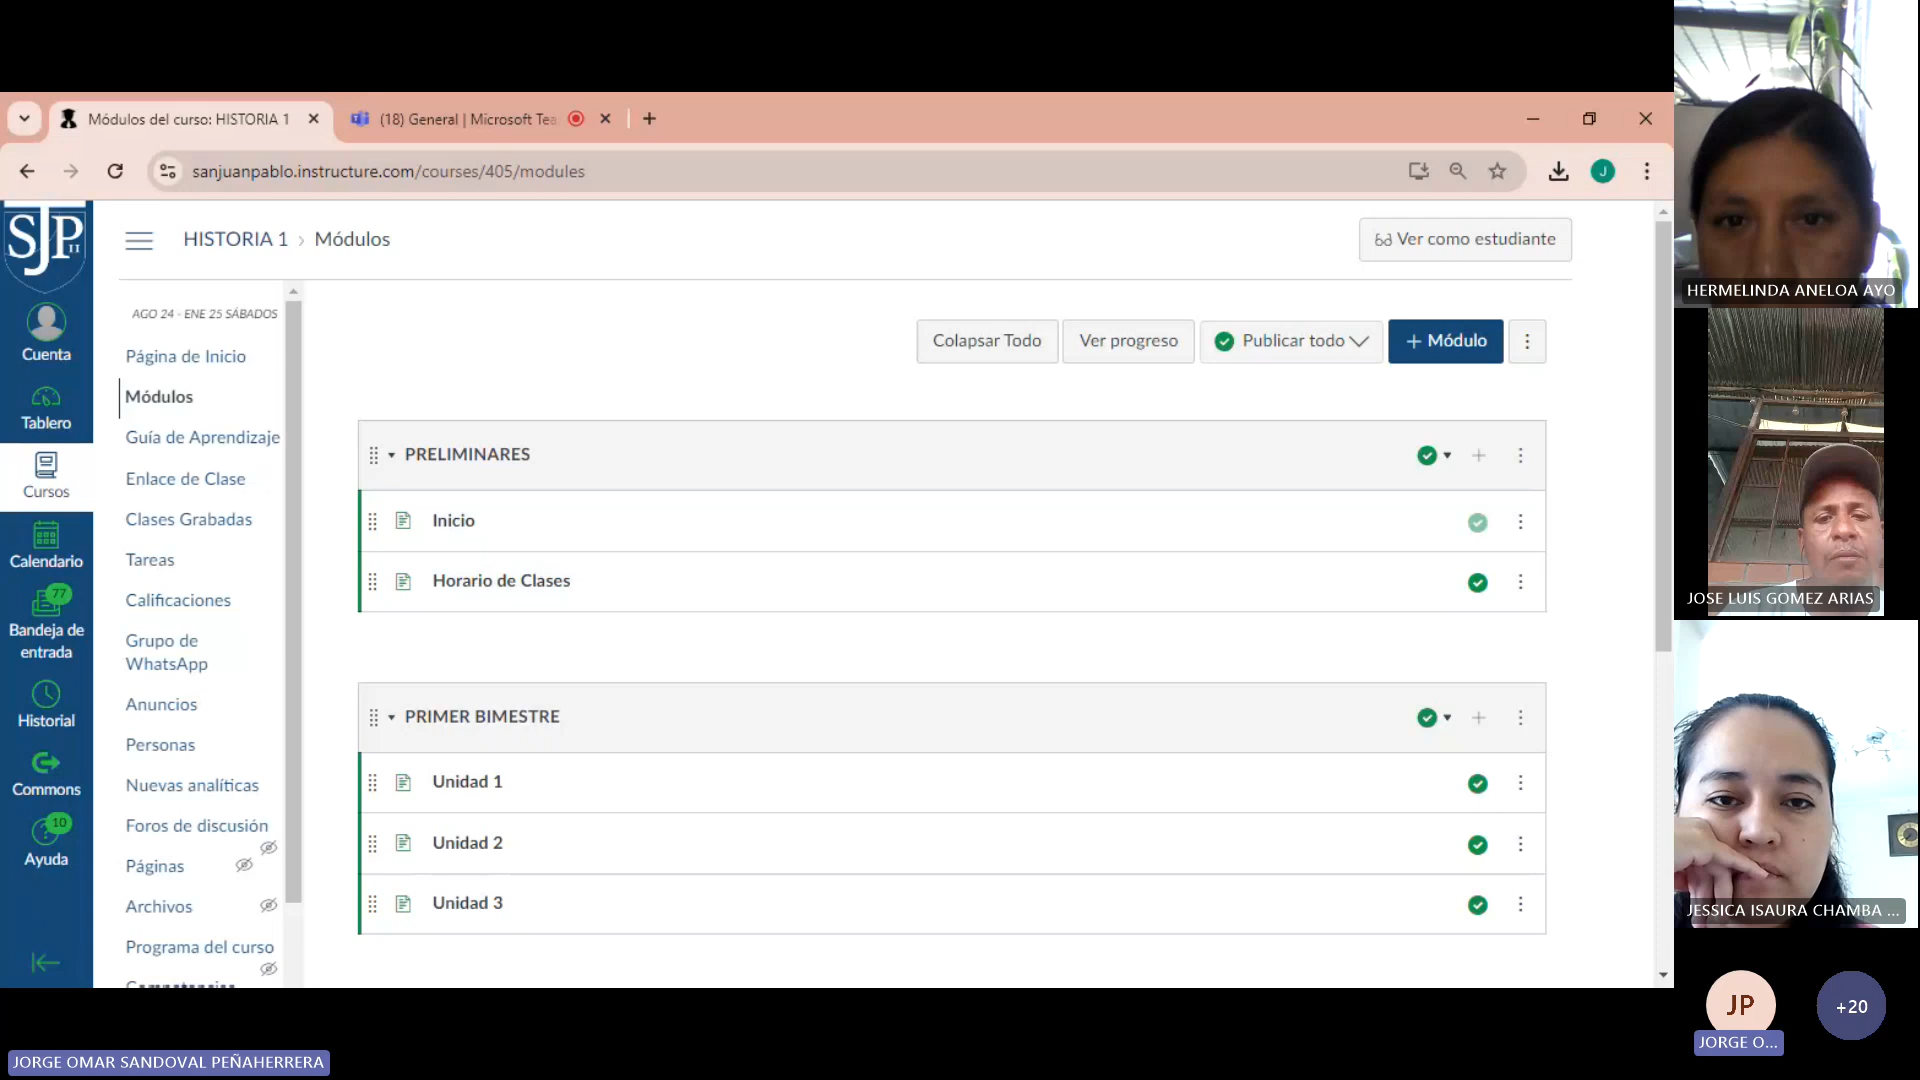 Módulos del curso: HISTORIA 1
(18) General | Microsoft Tea
sanjuanpablo.instructure.com/courses/405/modules
J
SJP II
HISTORIA 1 › Módulos
Ver como estudiante
Cuenta
Tablero
Cursos
Calendario
77
Bandeja de
entrada
Historial
Commons
10
Ayuda
AGO 24 - ENE 25 SÁBADOS
Página de Inicio
Módulos
Guía de Aprendizaje
Enlace de Clase
Clases Grabadas
Tareas
Calificaciones
Grupo de
WhatsApp
Anuncios
Personas
Nuevas analíticas
Foros de discusión
Páginas
Archivos
Programa del curso
Colapsar Todo
Ver progreso
Publicar todo
+ Módulo
PRELIMINARES
Inicio
Horario de Clases
PRIMER BIMESTRE
Unidad 1
Unidad 2
Unidad 3
HERMELINDA ANELOA AYO
JOSE LUIS GOMEZ ARIAS
JESSICA ISAURA CHAMBA ...
JP
JORGE O...
+20
JORGE OMAR SANDOVAL PEÑAHERRERA